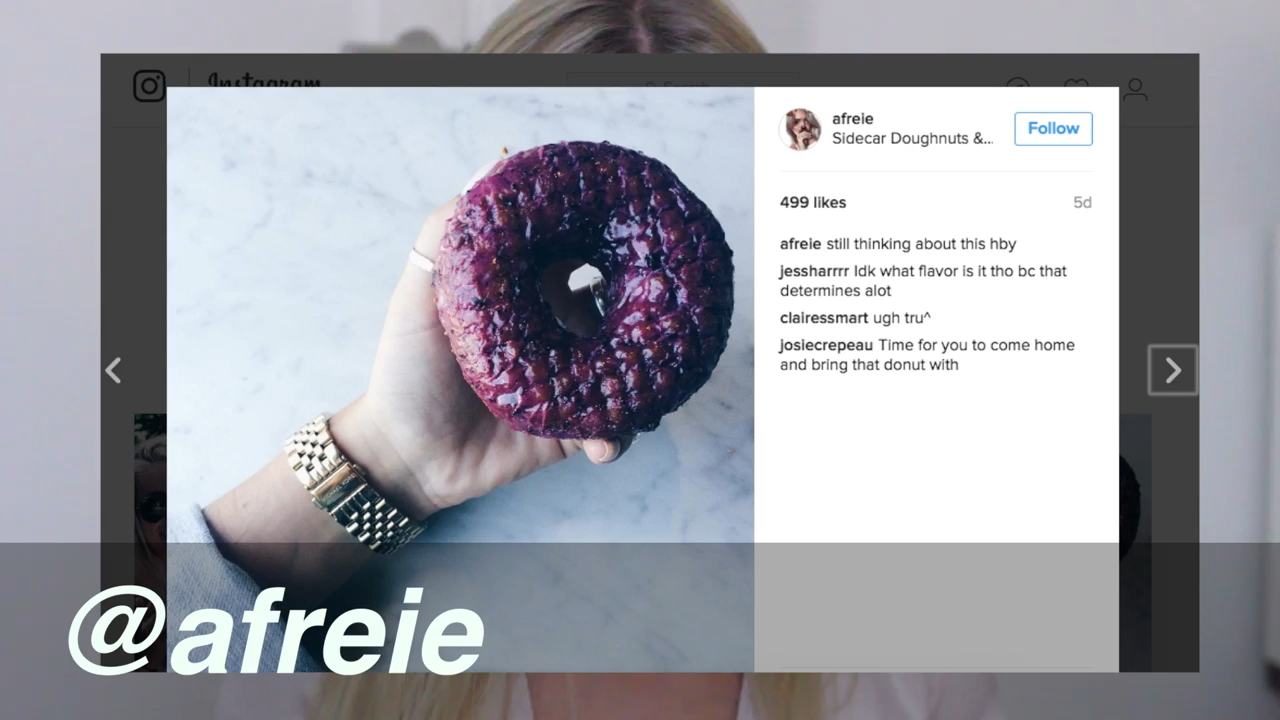 Instagram
Search
afreie
Sidecar Doughnuts &...
Follow
499 likes
5d
afreie still thinking about this hby
jessharrrr Idk what flavor is it tho bc that
determines alot
clairessmart ugh tru^
josiecrepeau Time for you to come home
and bring that donut with
@afreie